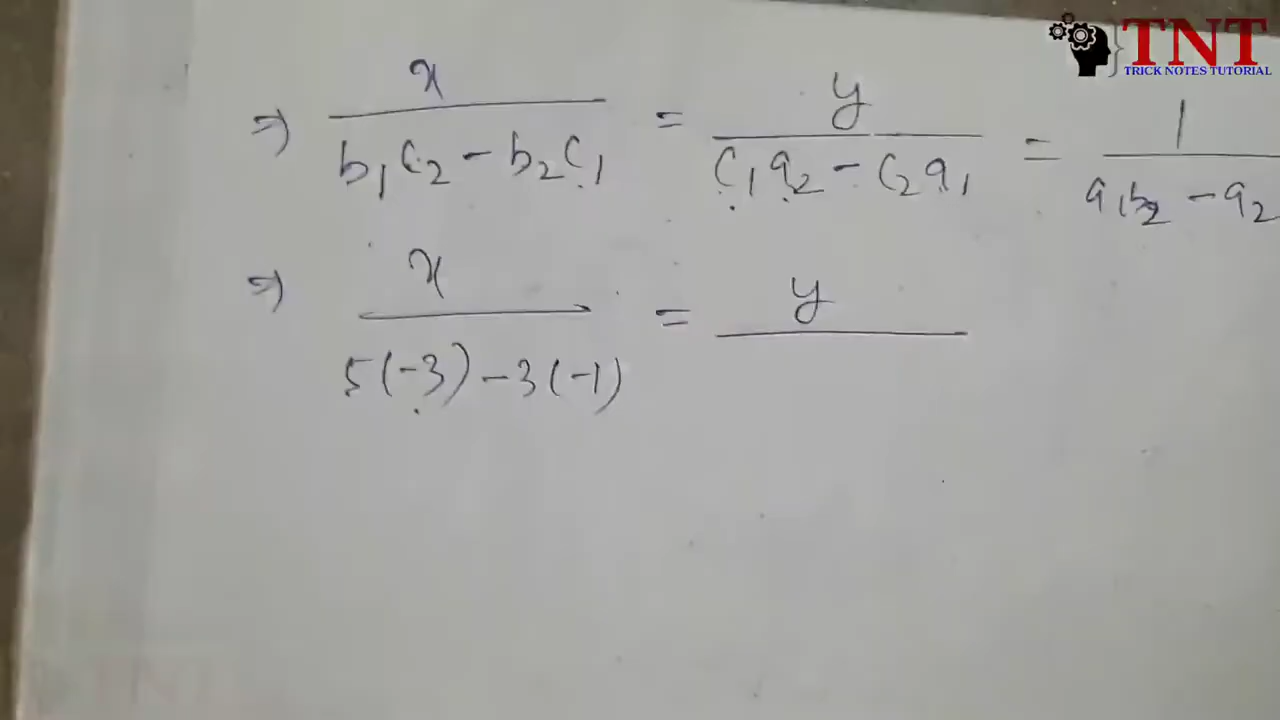 TNT
TRICK NOTES TUTORIAL
⇒ x / (b₁c₂ - b₂c₁) = y / (c₁a₂ - c₂a₁) = 1 / (a₁b₂ - a₂
⇒ x / (5(-3) - 3(-1)) = y /